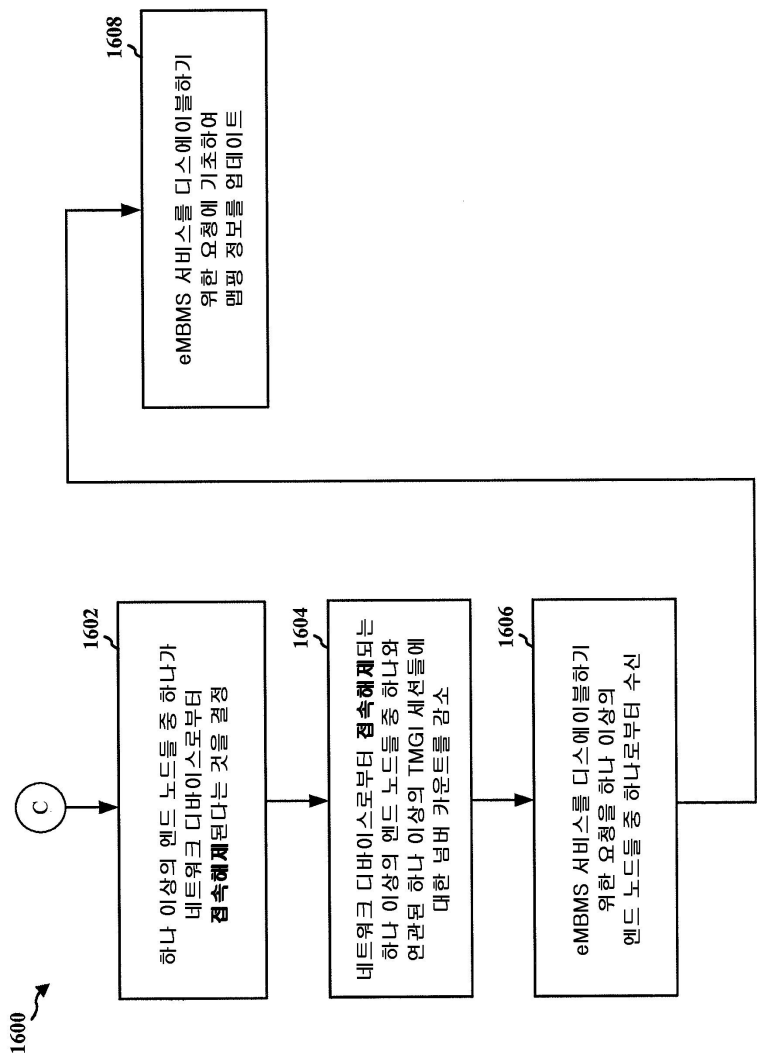 1600
C
1602
하나 이상의 엔드 노드들 중 하나가
네트워크 디바이스로부터
접속해제된다는 것을 결정
1604
네트워크 디바이스로부터 접속해제되는
하나 이상의 엔드 노드들 중 하나와
연관된 하나 이상의 TMGI 세션들에
대한 넘버 카운트를 감소
1606
eMBMS 서비스를 디스에이블하기
위한 요청을 하나 이상의
엔드 노드들 중 하나로부터 수신
1608
eMBMS 서비스를 디스에이블하기
위한 요청에 기초하여
맵핑 정보를 업데이트